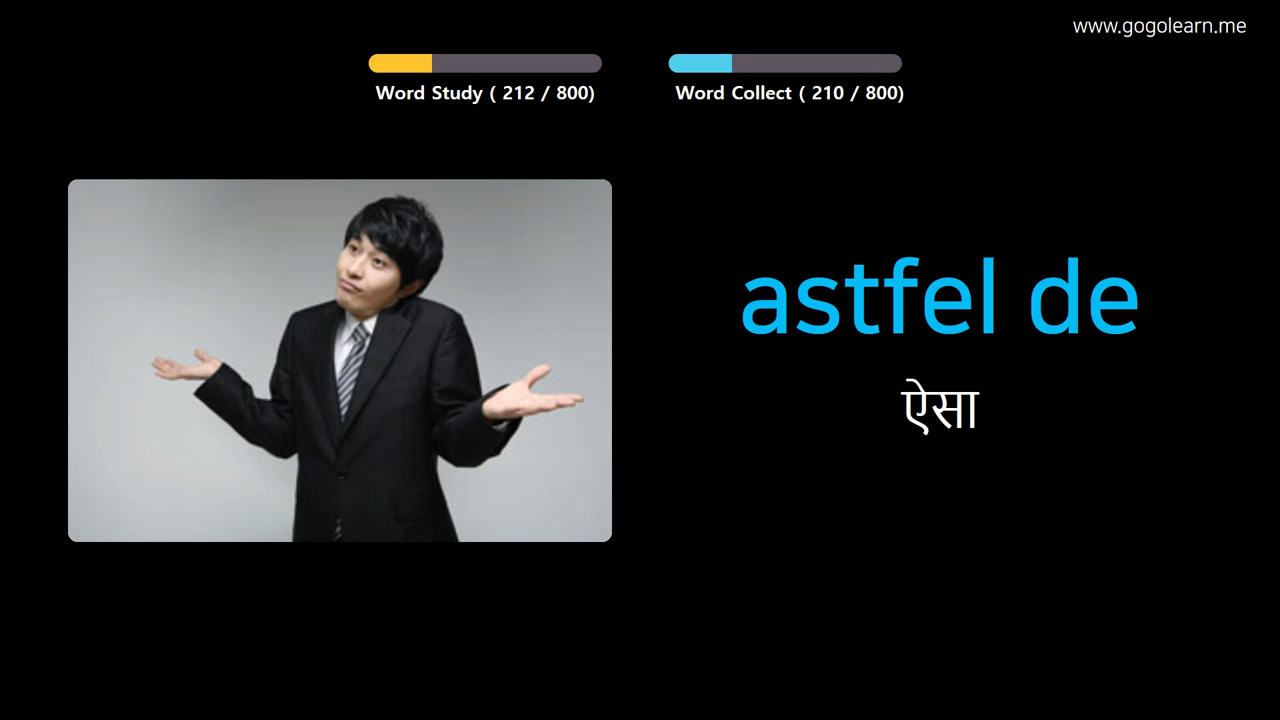 www.gogolearn.me
Word Study ( 212 / 800)
Word Collect ( 210 / 800)
astfel de
ऐसा